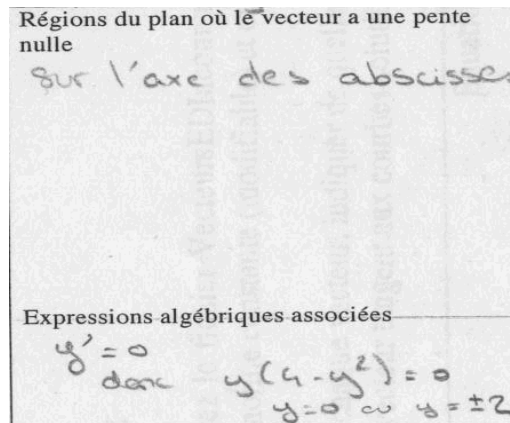 Régions du plan où le vecteur a une pente
nulle
sur l'axe des abscisses
Expressions algébriques associées
y' = 0
donc y(4 - y²) = 0
y = 0 ou y = ±2